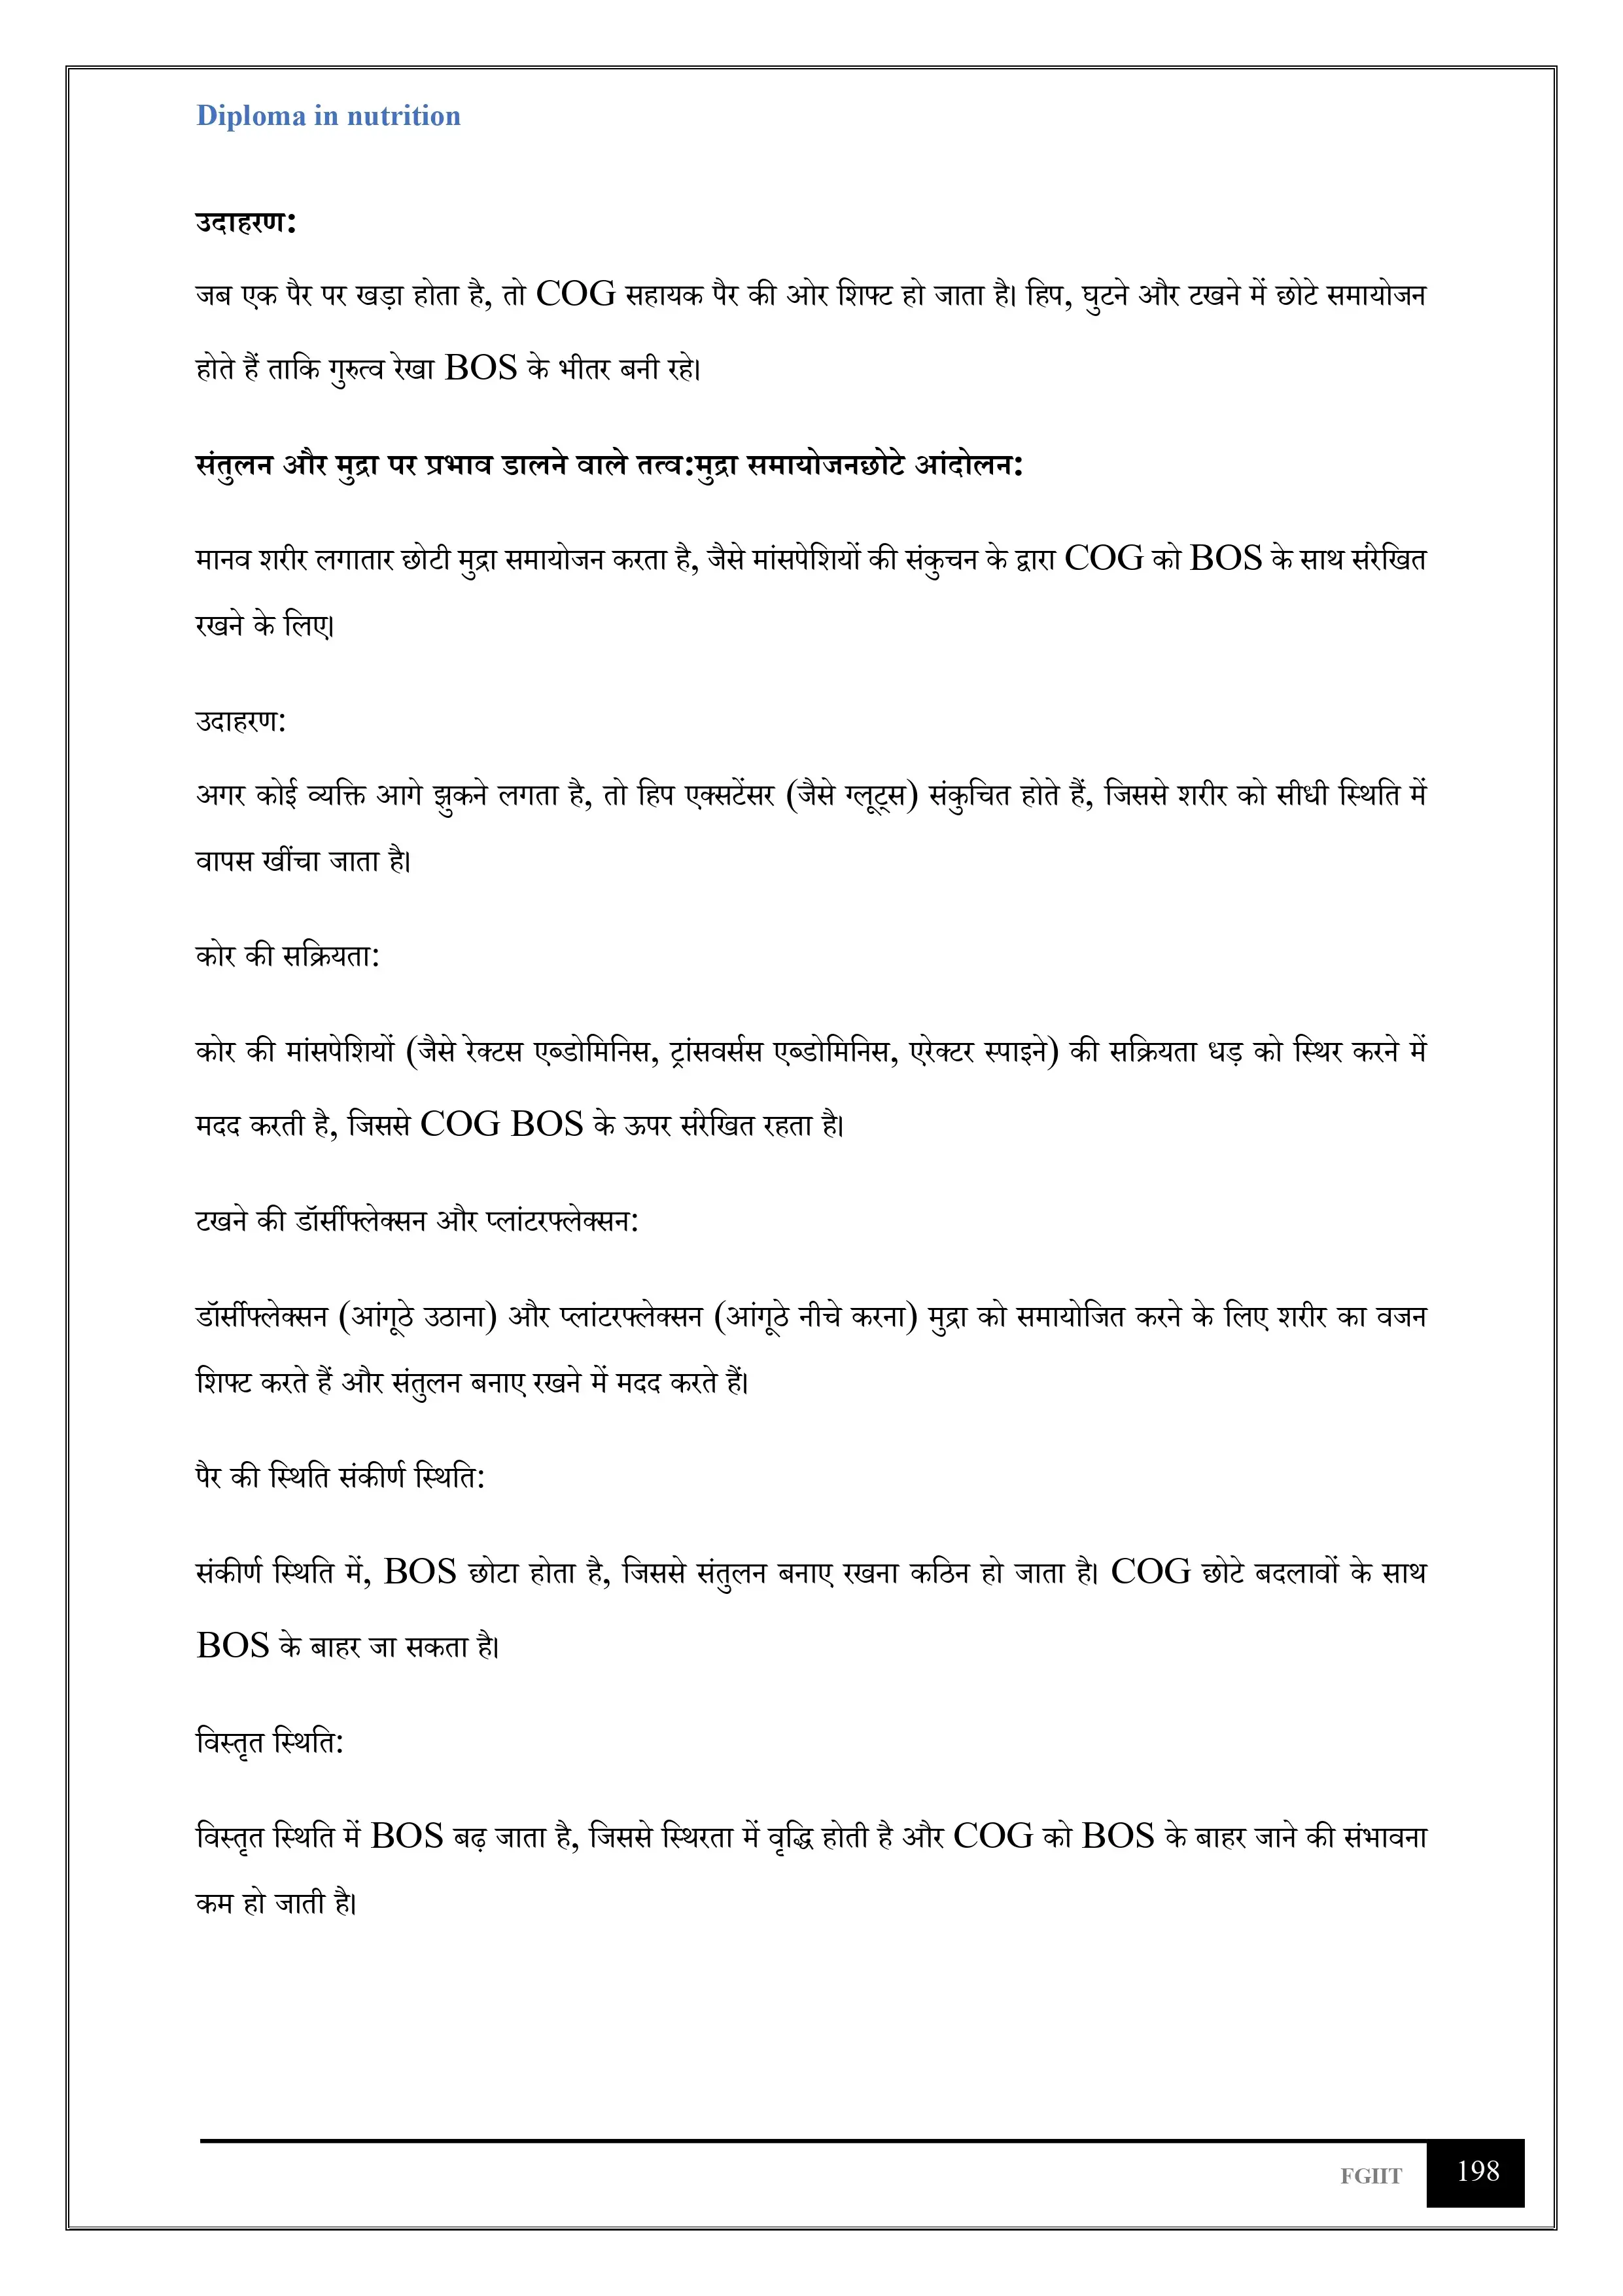 Diploma in nutrition
उदाहरण:
जब एक पैर पर खड़ा होता है, तो COG सहायक पैर की ओर शिफ्ट हो जाता है। हिप, घुटने और टखने में छोटे समायोजन
होते हैं ताकि गुरुत्व रेखा BOS के भीतर बनी रहे।
संतुलन और मुद्रा पर प्रभाव डालने वाले तत्व:मुद्रा समायोजनछोटे आंदोलन:
मानव शरीर लगातार छोटी मुद्रा समायोजन करता है, जैसे मांसपेशियों की संकुचन के द्वारा COG को BOS के साथ संरेखित
रखने के लिए।
उदाहरण:
अगर कोई व्यक्ति आगे झुकने लगता है, तो हिप एक्सटेंसर (जैसे ग्लूट्स) संकुचित होते हैं, जिससे शरीर को सीधी स्थिति में
वापस खींचा जाता है।
कोर की सक्रियता:
कोर की मांसपेशियों (जैसे रेक्टस एब्डोमिनिस, ट्रांसवर्सस एब्डोमिनिस, एरेक्टर स्पाइने) की सक्रियता धड़ को स्थिर करने में
मदद करती है, जिससे COG BOS के ऊपर संरेखित रहता है।
टखने की डॉर्सीफ्लेक्सन और प्लांटरफ्लेक्सन:
डॉर्सीफ्लेक्सन (आंगूठे उठाना) और प्लांटरफ्लेक्सन (आंगूठे नीचे करना) मुद्रा को समायोजित करने के लिए शरीर का वजन
शिफ्ट करते हैं और संतुलन बनाए रखने में मदद करते हैं।
पैर की स्थिति संकीर्ण स्थिति:
संकीर्ण स्थिति में, BOS छोटा होता है, जिससे संतुलन बनाए रखना कठिन हो जाता है। COG छोटे बदलावों के साथ
BOS के बाहर जा सकता है।
विस्तृत स्थिति:
विस्तृत स्थिति में BOS बढ़ जाता है, जिससे स्थिरता में वृद्धि होती है और COG को BOS के बाहर जाने की संभावना
कम हो जाती है।
FGIIT 198